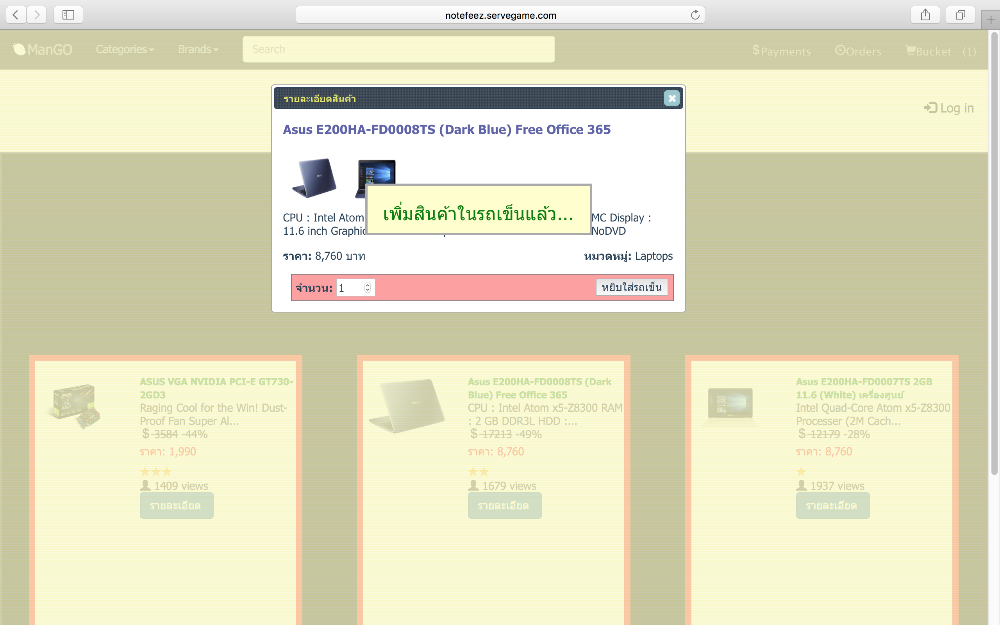 notefeez.servegame.com
ManGO Categories Brands Search $Payments Orders Bucket (1)
Log in
รายละเอียดสินค้า
Asus E200HA-FD0008TS (Dark Blue) Free Office 365
เพิ่มสินค้าในรถเข็นแล้ว...
CPU : Intel Atom MC Display :
11.6 inch NoDVD
ราคา: 8,760 บาท หมวดหมู่: Laptops
จำนวน: 1 หยิบใส่รถเข็น
ASUS VGA NVIDIA PCI-E GT730-
2GD3
Raging Cool for the Win! Dust-
Proof Fan Super Al...
$ 3584 -44%
ราคา: 1,990
★★★
1409 views
รายละเอียด
Asus E200HA-FD0008TS (Dark
Blue) Free Office 365
CPU : Intel Atom x5-Z8300 RAM
: 2 GB DDR3L HDD :...
$ 17213 -49%
ราคา: 8,760
★★
1679 views
รายละเอียด
Asus E200HA-FD0007TS 2GB
11.6 (White) เครื่องศูนย์
Intel Quad-Core Atom x5-Z8300
Processer (2M Cach...
$ 12179 -28%
ราคา: 8,760
★
1937 views
รายละเอียด